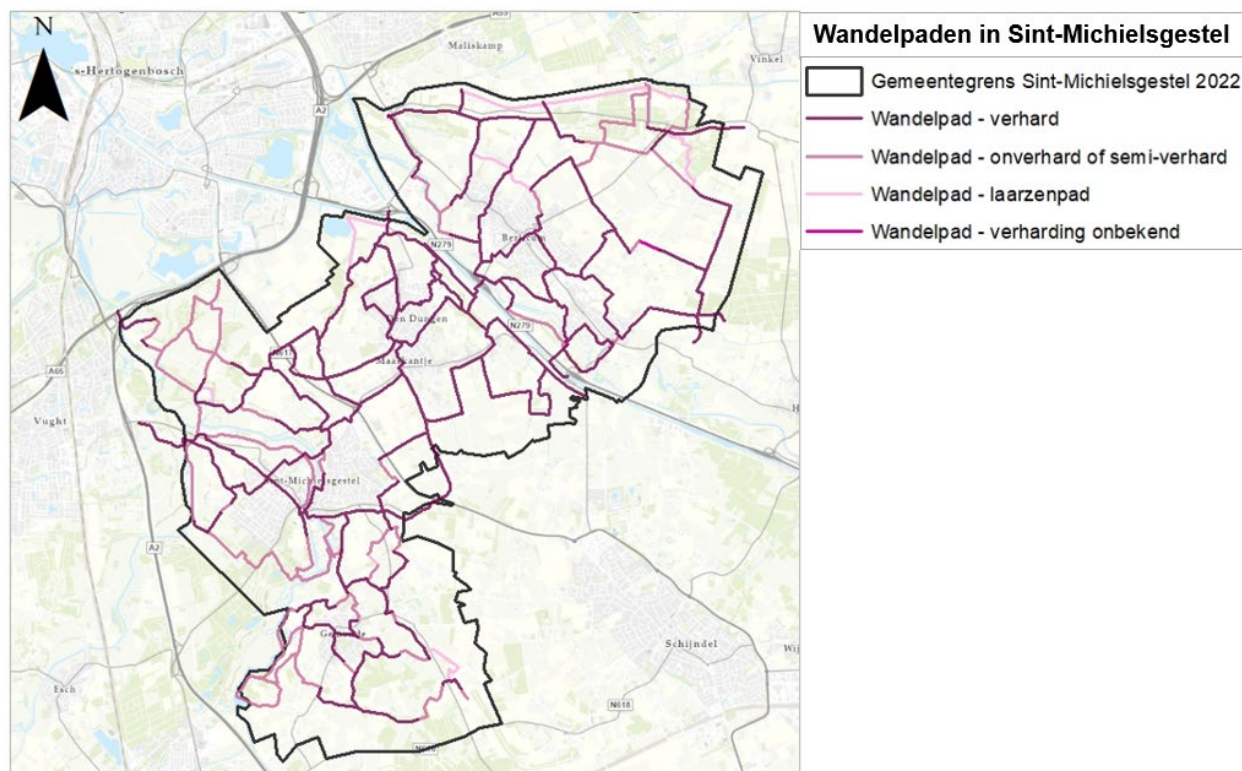 N
A59
Maliskamp
Vinkel
's-Hertogenbosch
A2
N279
Berlicum
Den Dungen
N279
N617
Maaskantje
A65
Vught
Sint-Michielsgestel
A2
Gemonde
Schijndel
Esch
N618
Wandelpaden in Sint-Michielsgestel
Gemeentegrens Sint-Michielsgestel 2022
Wandelpad - verhard
Wandelpad - onverhard of semi-verhard
Wandelpad - laarzenpad
Wandelpad - verharding onbekend